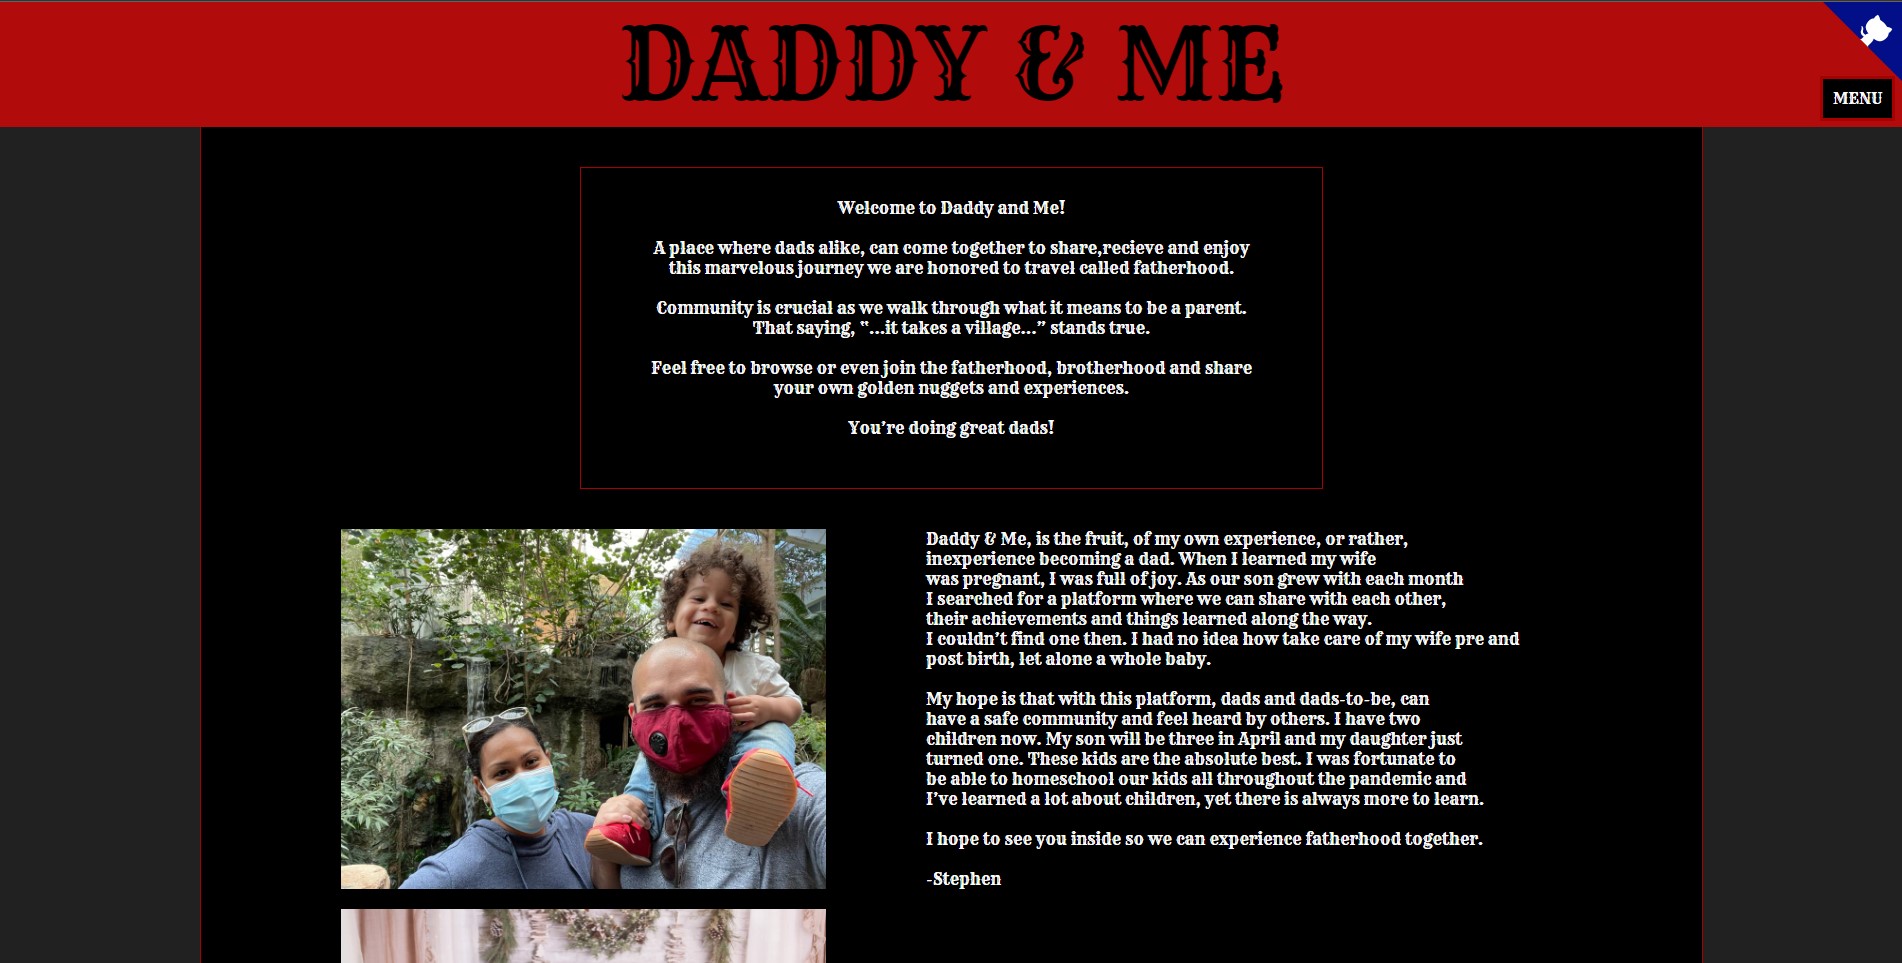 DADDY & ME
MENU
Welcome to Daddy and Me!
A place where dads alike, can come together to share,recieve and enjoy
this marvelous journey we are honored to travel called fatherhood.
Community is crucial as we walk through what it means to be a parent.
That saying, "...it takes a village..." stands true.
Feel free to browse or even join the fatherhood, brotherhood and share
your own golden nuggets and experiences.
You're doing great dads!
Daddy & Me, is the fruit, of my own experience, or rather,
inexperience becoming a dad. When I learned my wife
was pregnant, I was full of joy. As our son grew with each month
I searched for a platform where we can share with each other,
their achievements and things learned along the way.
I couldn't find one then. I had no idea how take care of my wife pre and
post birth, let alone a whole baby.
My hope is that with this platform, dads and dads-to-be, can
have a safe community and feel heard by others. I have two
children now. My son will be three in April and my daughter just
turned one. These kids are the absolute best. I was fortunate to
be able to homeschool our kids all throughout the pandemic and
I've learned a lot about children, yet there is always more to learn.
I hope to see you inside so we can experience fatherhood together.
-Stephen